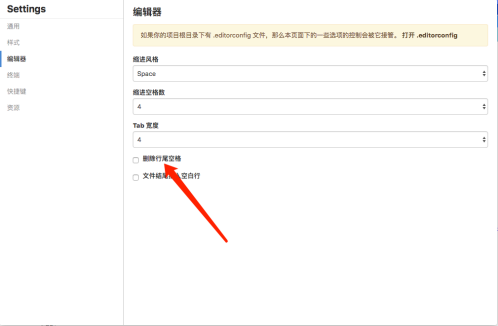 Settings
通用
样式
编辑器
终端
快捷键
资源
编辑器
如果你的项目根目录下有 .editorconfig 文件，那么本页面下的一些选项的控制会被它接管。 打开 .editorconfig
缩进风格
Space
缩进空格数
4
Tab 宽度
4
删除行尾空格
文件结尾 空白行